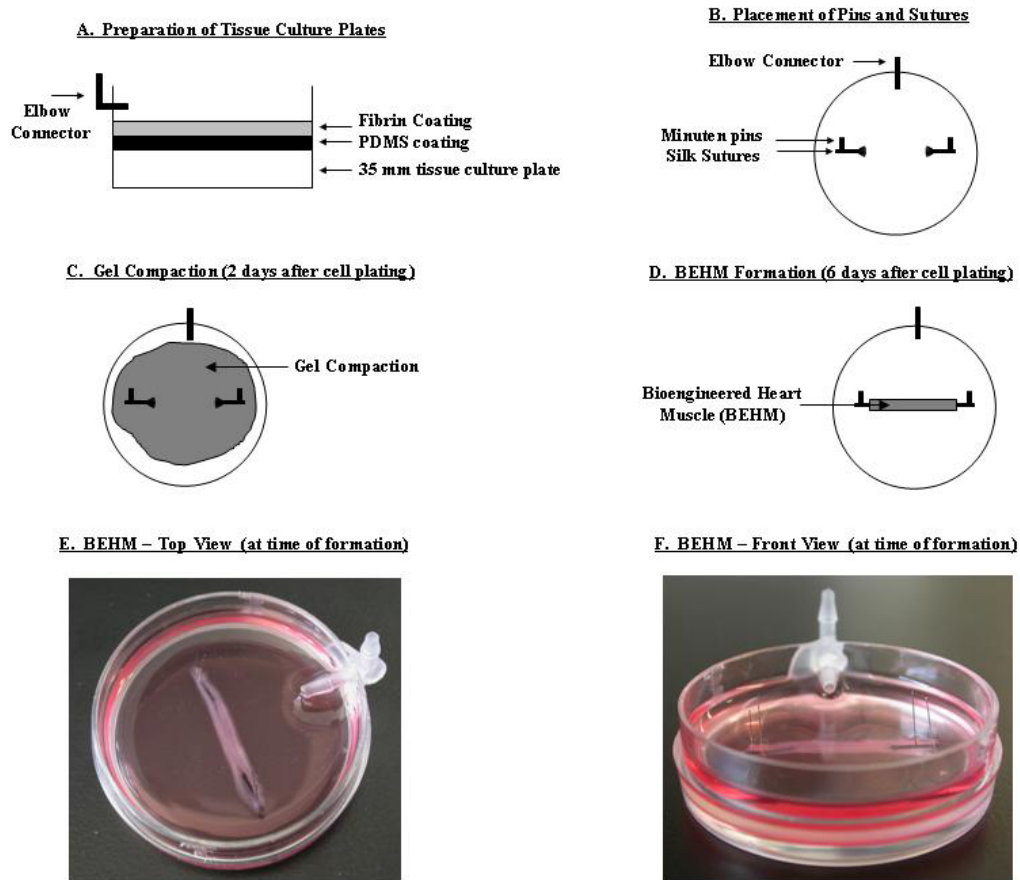 A. Preparation of Tissue Culture Plates
Elbow
Connector
Fibrin Coating
PDMS coating
35 mm tissue culture plate
B. Placement of Pins and Sutures
Elbow Connector
Minuten pins
Silk Sutures
C. Gel Compaction (2 days after cell plating)
Gel Compaction
D. BEHM Formation (6 days after cell plating)
Bioengineered Heart
Muscle (BEHM)
E. BEHM – Top View (at time of formation)
F. BEHM – Front View (at time of formation)